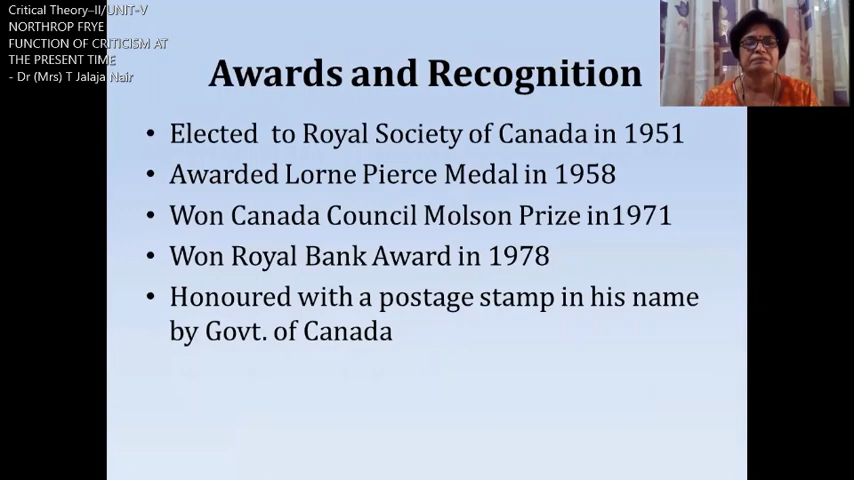 Critical Theory–II/UNIT-V
NORTHROP FRYE
FUNCTION OF CRITICISM AT
THE PRESENT TIME
- Dr (Mrs) T Jalaja Nair
Awards and Recognition
• Elected to Royal Society of Canada in 1951
• Awarded Lorne Pierce Medal in 1958
• Won Canada Council Molson Prize in1971
• Won Royal Bank Award in 1978
• Honoured with a postage stamp in his name
by Govt. of Canada